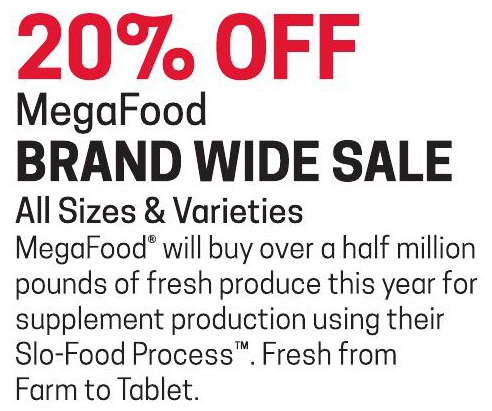 20% OFF
MegaFood
BRAND WIDE SALE
All Sizes & Varieties
MegaFood® will buy over a half million
pounds of fresh produce this year for
supplement production using their
Slo-Food Process™. Fresh from
Farm to Tablet.